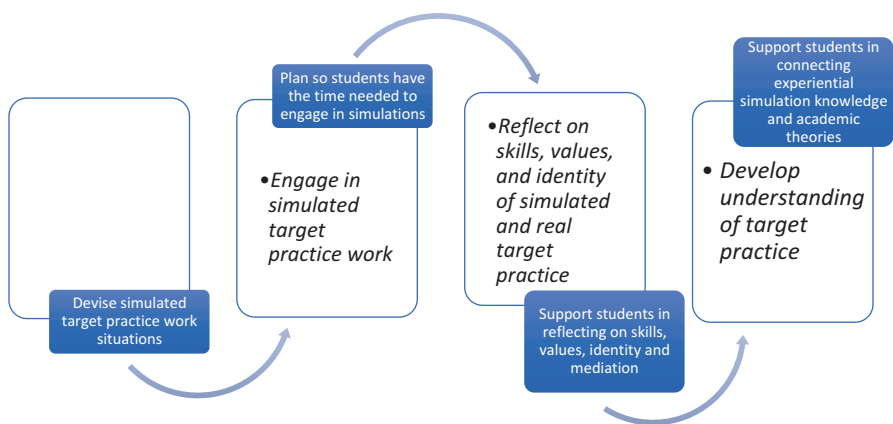 Devise simulated
target practice work
situations
Plan so students have
the time needed to
engage in simulations
•Engage in
simulated
target
practice work
•Reflect on
skills, values,
and identity
of simulated
and real
target
practice
Support students in
reflecting on skills,
values, identity and
mediation
Support students in
connecting
experiential
simulation knowledge
and academic
theories
• Develop
understanding
of target
practice